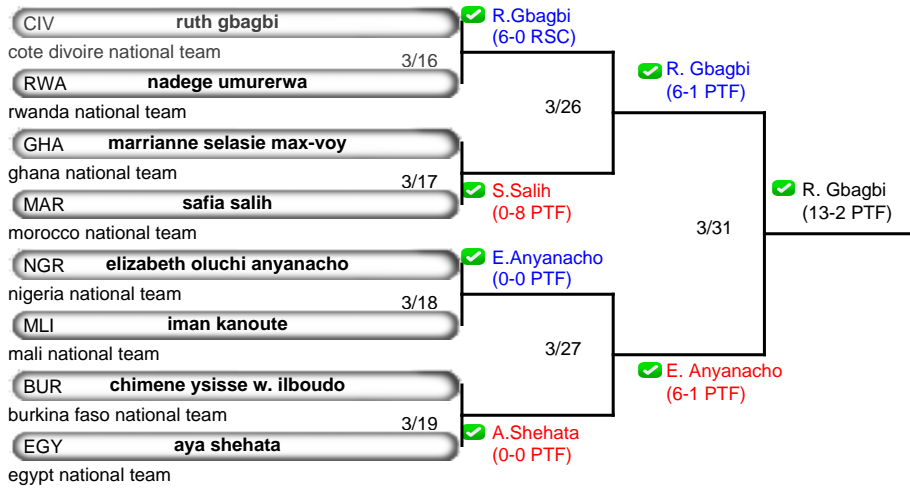 CIV ruth gbagbi
cote divoire national team
3/16
RWA nadege umurerwa
rwanda national team
GHA marrianne selasie max-voy
ghana national team
3/17
MAR safia salih
morocco national team
NGR elizabeth oluchi anyanacho
nigeria national team
3/18
MLI iman kanoute
mali national team
BUR chimene ysisse w. ilboudo
burkina faso national team
3/19
EGY aya shehata
egypt national team
R.Gbagbi
(6-0 RSC)
3/26
S.Salih
(0-8 PTF)
E.Anyanacho
(0-0 PTF)
3/27
A.Shehata
(0-0 PTF)
R. Gbagbi
(6-1 PTF)
3/31
E. Anyanacho
(6-1 PTF)
R. Gbagbi
(13-2 PTF)